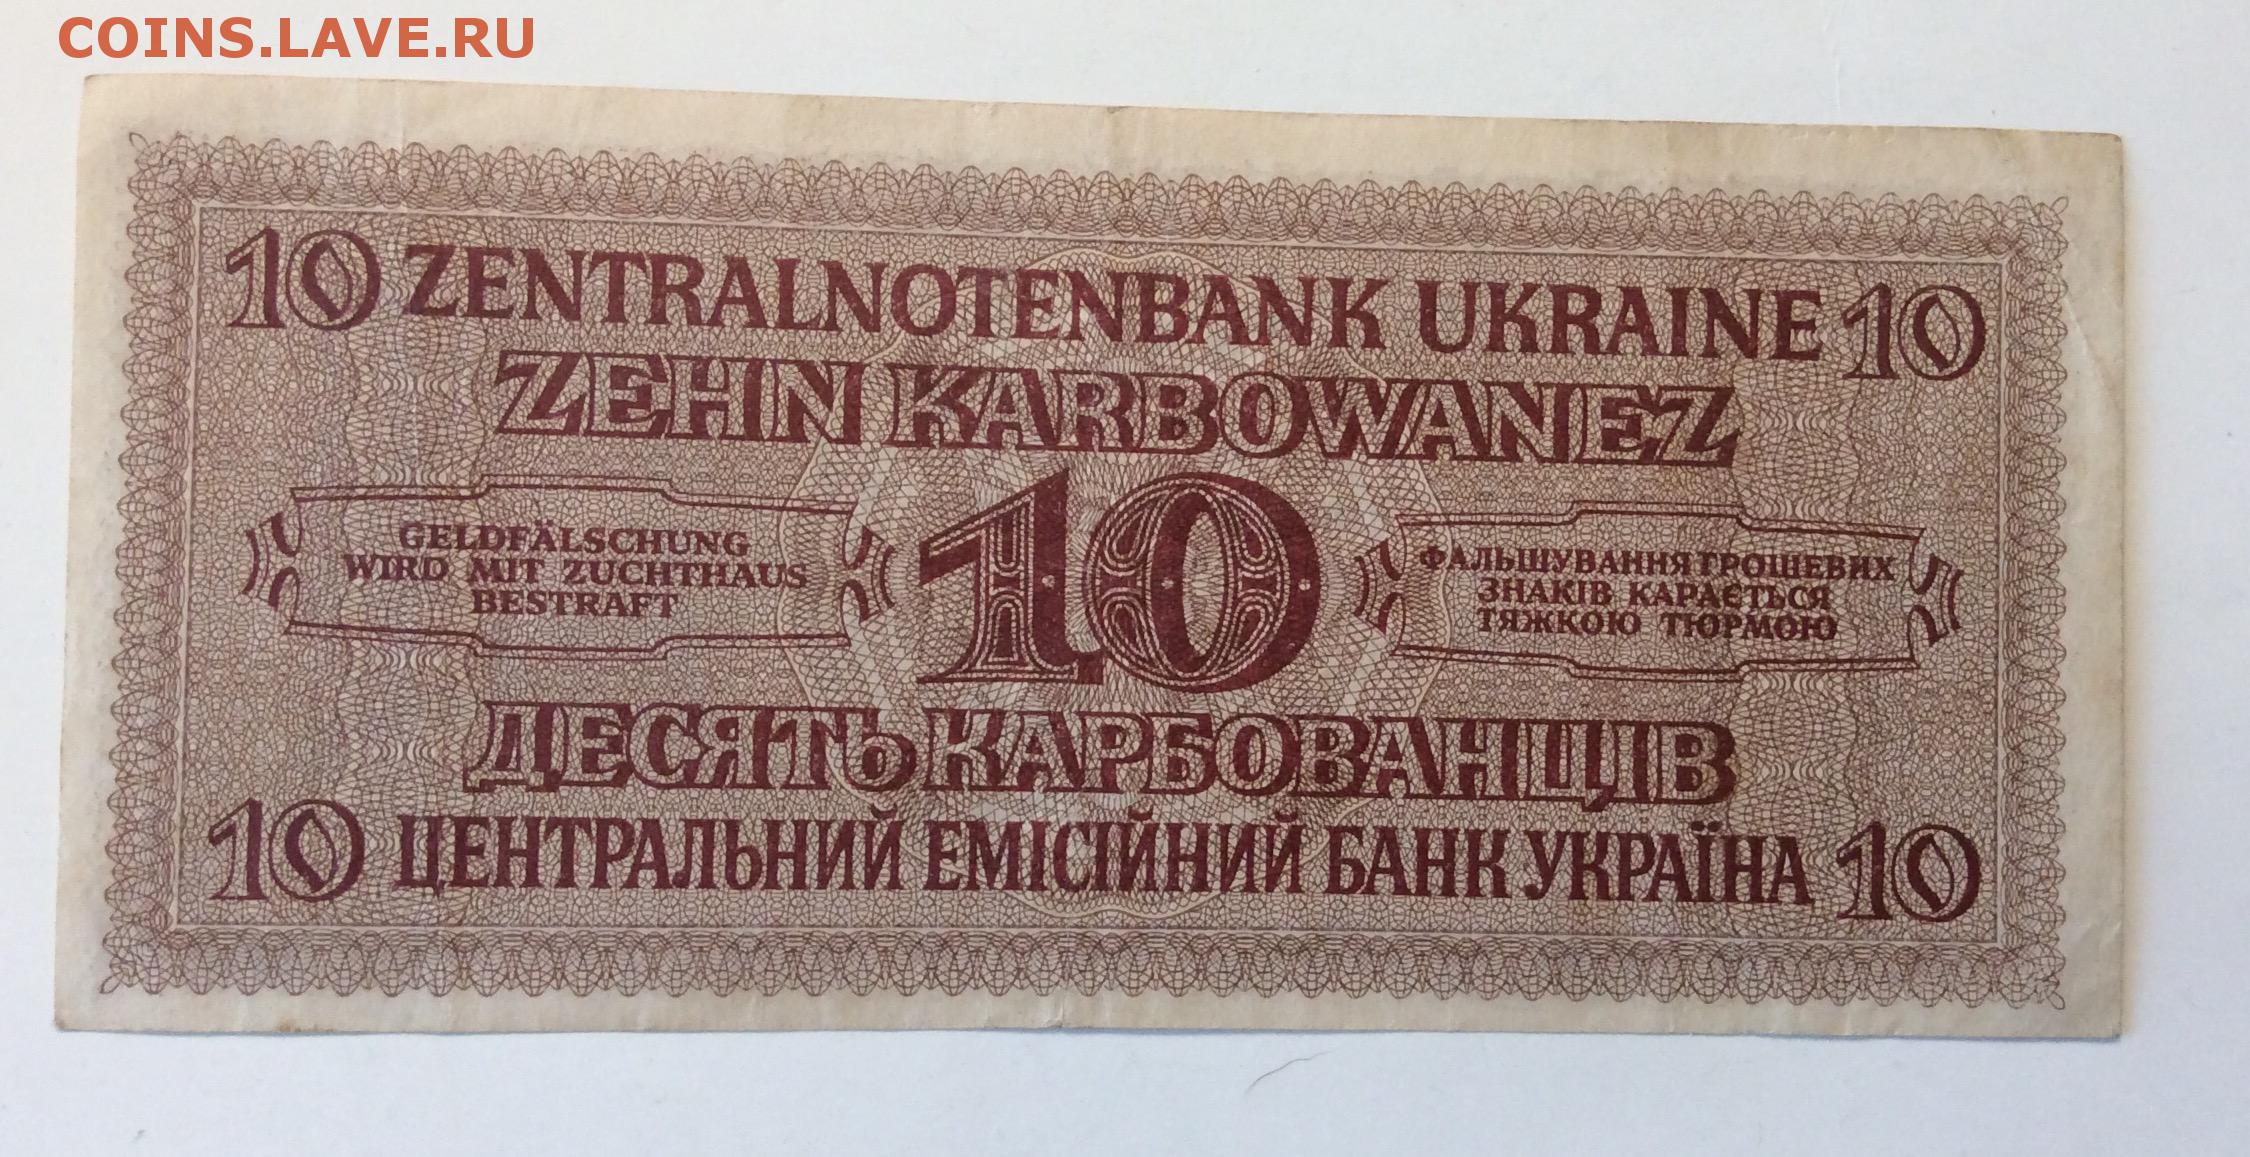 COINS.LAVE.RU
10 ZENTRALNOTENBANK UKRAINE 10
ZEHN KARBOWANEZ
GELDFÄLSCHUNG
WIRD MIT ZUCHTHAUS
BESTRAFT
10
ФАЛЬШУВАННЯ ГРОШЕВИХ
ЗНАКІВ КАРАЄТЬСЯ
ТЯЖКОЮ ТЮРМОЮ
ДЕСЯТЬ КАРБОВАНЦІВ
10 ЦЕНТРАЛЬНИЙ ЕМІСІЙНИЙ БАНК УКРАЇНА 10